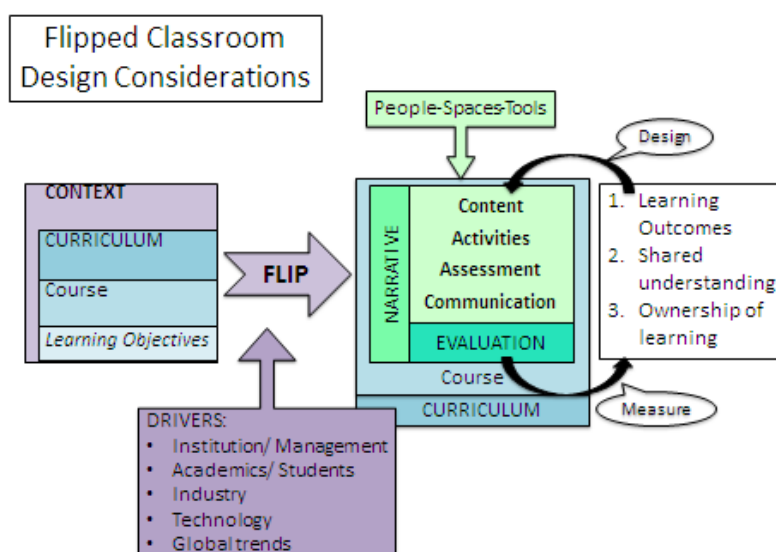 Flipped Classroom
Design Considerations
People-Spaces-Tools
Design
CONTEXT
CURRICULUM
Course
Learning Objectives
FLIP
NARRATIVE
Content
Activities
Assessment
Communication
EVALUATION
Course
CURRICULUM
1. Learning
Outcomes
2. Shared
understanding
3. Ownership of
learning
Measure
DRIVERS:
• Institution/ Management
• Academics/ Students
• Industry
• Technology
• Global trends